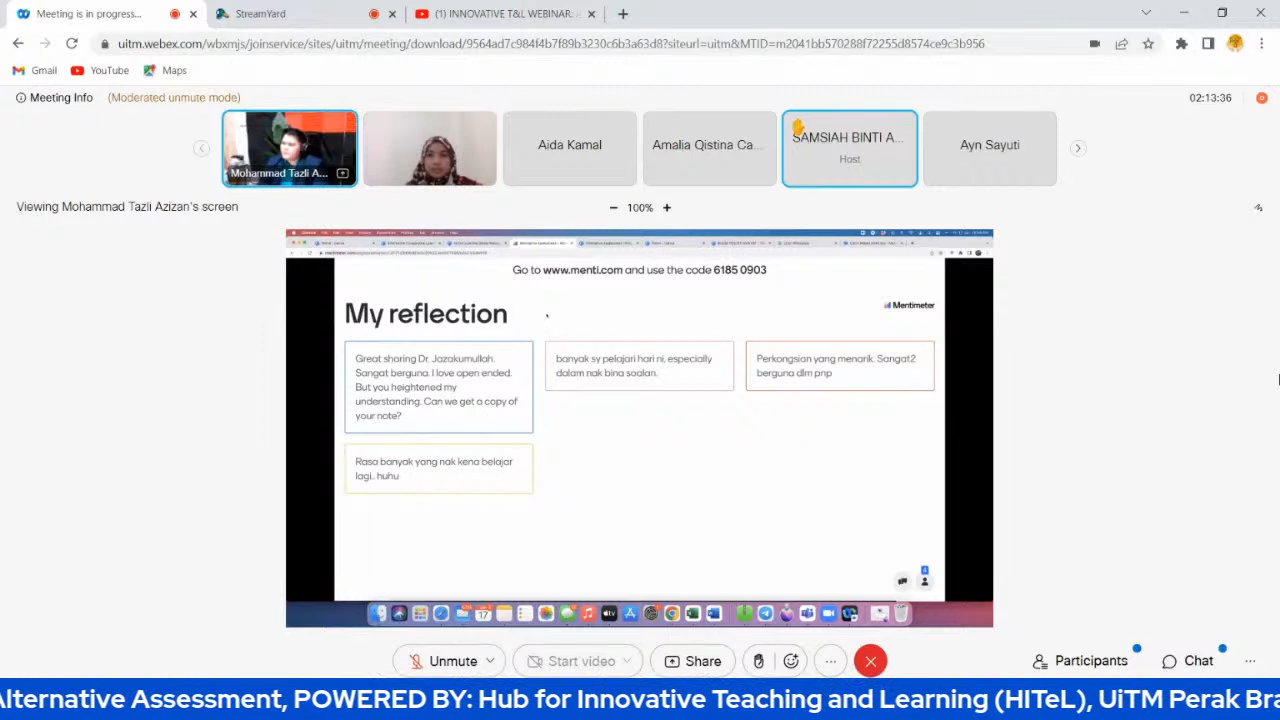 Meeting is in progress...
StreamYard
(1) INNOVATIVE T&L WEBINAR:
uitm.webex.com/wbxmjs/joinservice/sites/uitm/meeting/download/9564ad7c984f4b7f89b3230c6b3a63d8?siteurl=uitm&MTID=m2041bb570288f72255d8574ce9c3b956
Gmail
YouTube
Maps
Meeting Info
(Moderated unmute mode)
02:13:36
Mohammad Tazli A...
Aida Kamal
Amalia Qistina Ca...
SAMSIAH BINTI A...
Host
Ayn Sayuti
Viewing Mohammad Tazli Azizan's screen
100%
Go to www.menti.com and use the code 6185 0903
My reflection
Mentimeter
Great sharing Dr. Jazakumullah.
Sangat berguna. I love open ended.
But you heightened my
understanding. Can we get a copy of
your note?
banyak sy pelajari hari ni, especially
dalam nak bina soalan.
Perkongsian yang menarik. Sangat2
berguna dlm pnp
Rasa banyak yang nak kena belajar
lagi.. huhu
4
17
Unmute
Start video
Share
Participants
Chat
Alternative Assessment, POWERED BY: Hub for Innovative Teaching and Learning (HITeL), UiTM Perak Bra